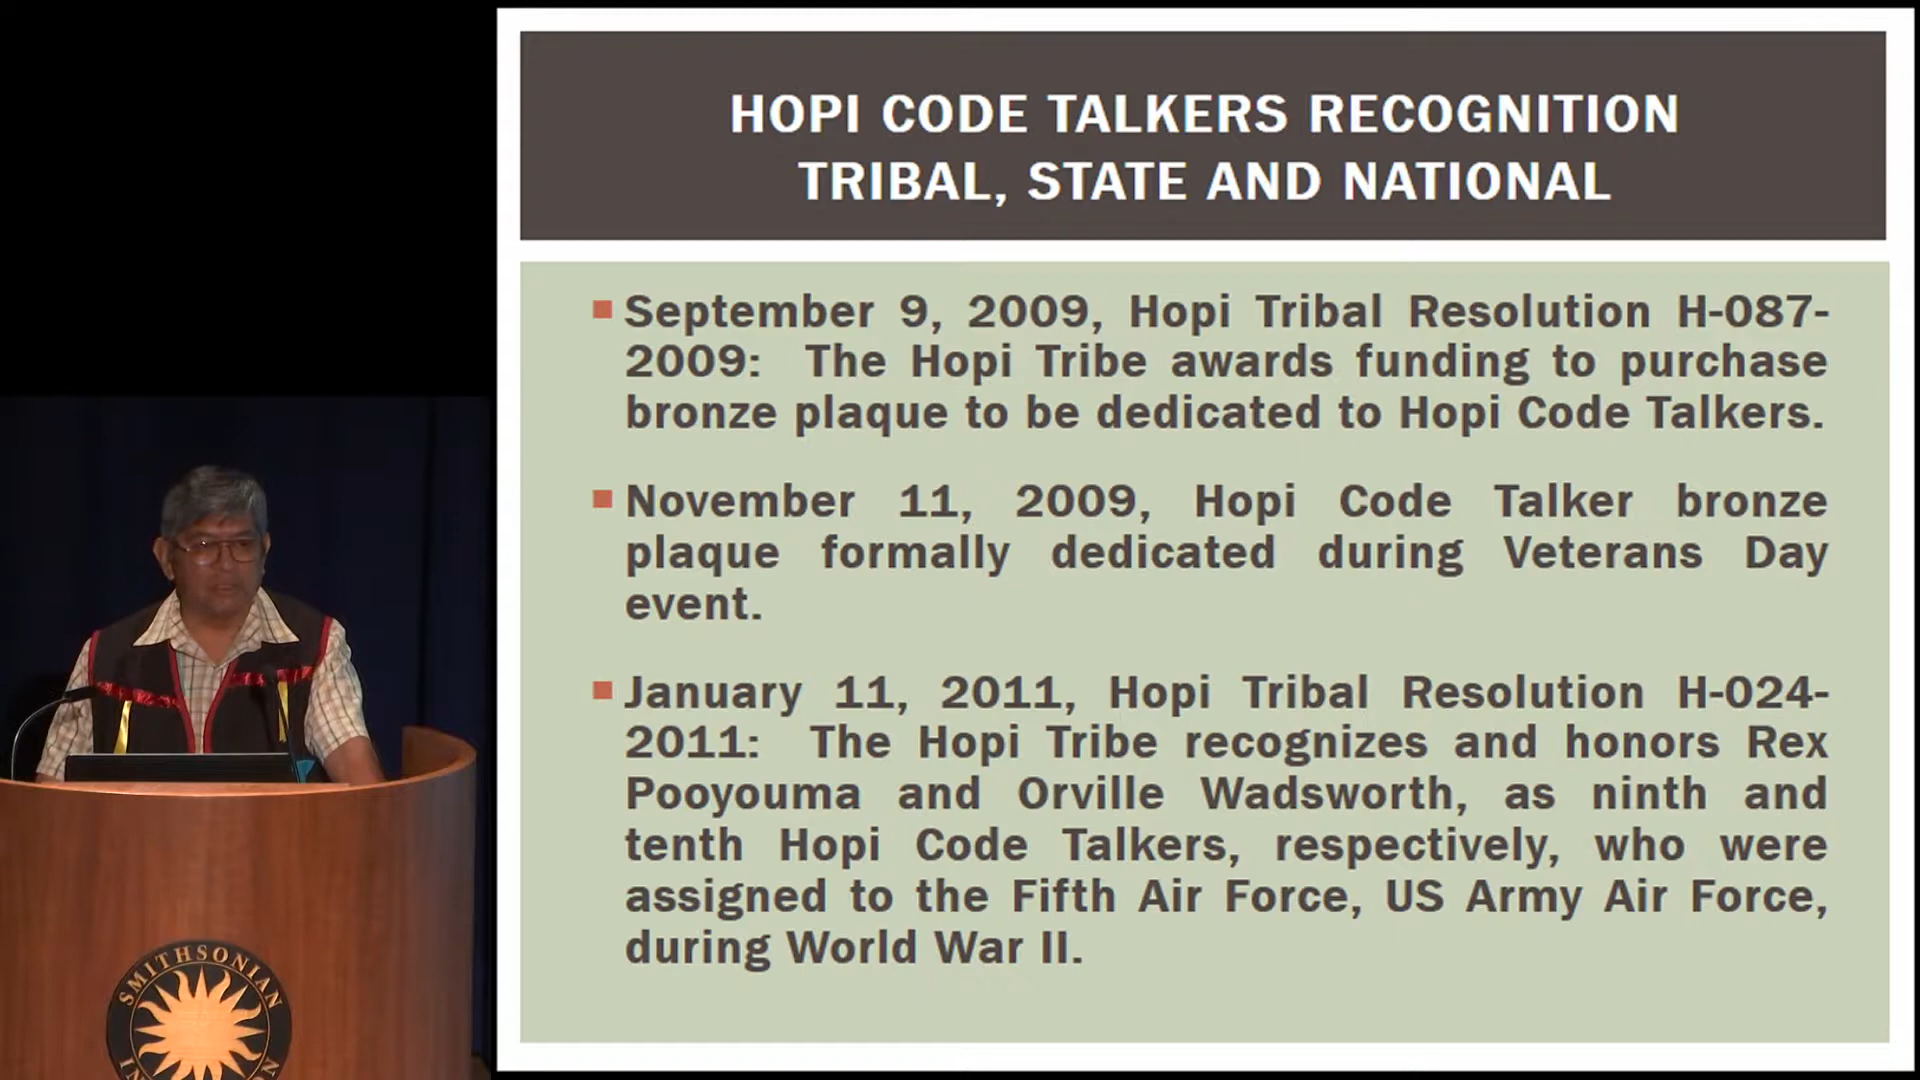 HOPI CODE TALKERS RECOGNITION
TRIBAL, STATE AND NATIONAL
September 9, 2009, Hopi Tribal Resolution H-087-
2009: The Hopi Tribe awards funding to purchase
bronze plaque to be dedicated to Hopi Code Talkers.
November 11, 2009, Hopi Code Talker bronze
plaque formally dedicated during Veterans Day
event.
January 11, 2011, Hopi Tribal Resolution H-024-
2011: The Hopi Tribe recognizes and honors Rex
Pooyouma and Orville Wadsworth, as ninth and
tenth Hopi Code Talkers, respectively, who were
assigned to the Fifth Air Force, US Army Air Force,
during World War II.
SMITHSONIAN